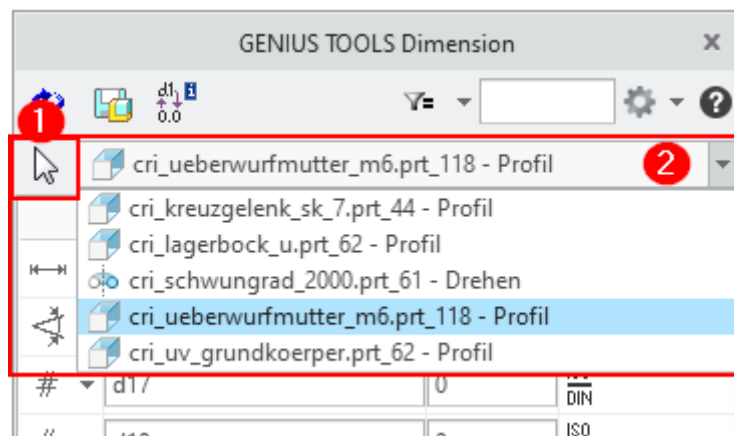 GENIUS TOOLS Dimension
d1
0.0
1
cri_ueberwurfmutter_m6.prt_118 - Profil
2
cri_kreuzgelenk_sk_7.prt_44 - Profil
cri_lagerbock_u.prt_62 - Profil
cri_schwungrad_2000.prt_61 - Drehen
cri_ueberwurfmutter_m6.prt_118 - Profil
cri_uv_grundkoerper.prt_62 - Profil
# d17 0 DIN
ISO